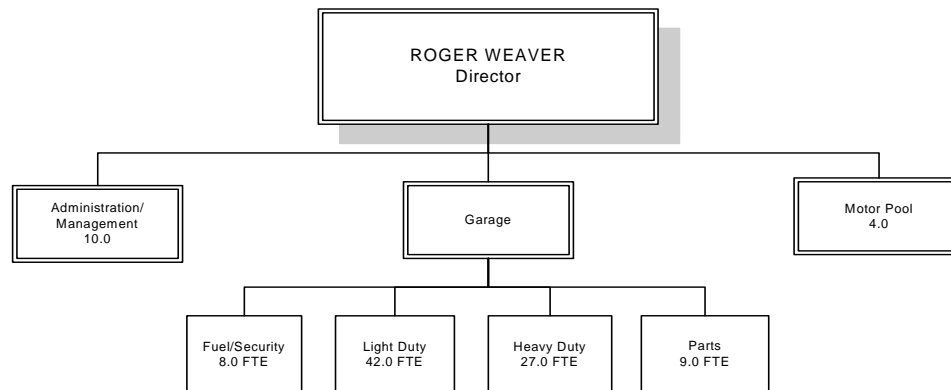 ROGER WEAVER
Director
Administration/
Management
10.0
Garage
Motor Pool
4.0
Fuel/Security
8.0 FTE
Light Duty
42.0 FTE
Heavy Duty
27.0 FTE
Parts
9.0 FTE